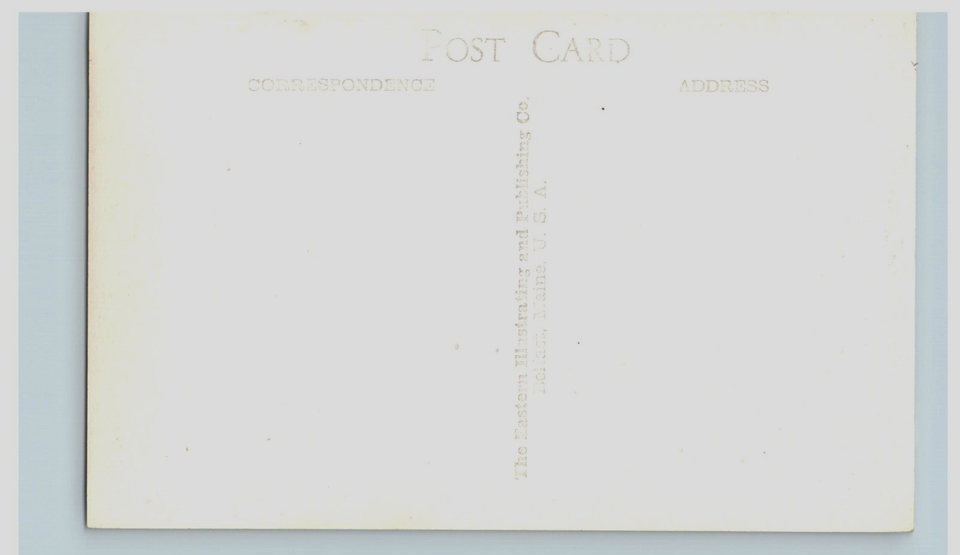 POST CARD
CORRESPONDENCE
ADDRESS
The Eastern Illustrating and Publishing Co.
Belfast, Maine, U. S. A.